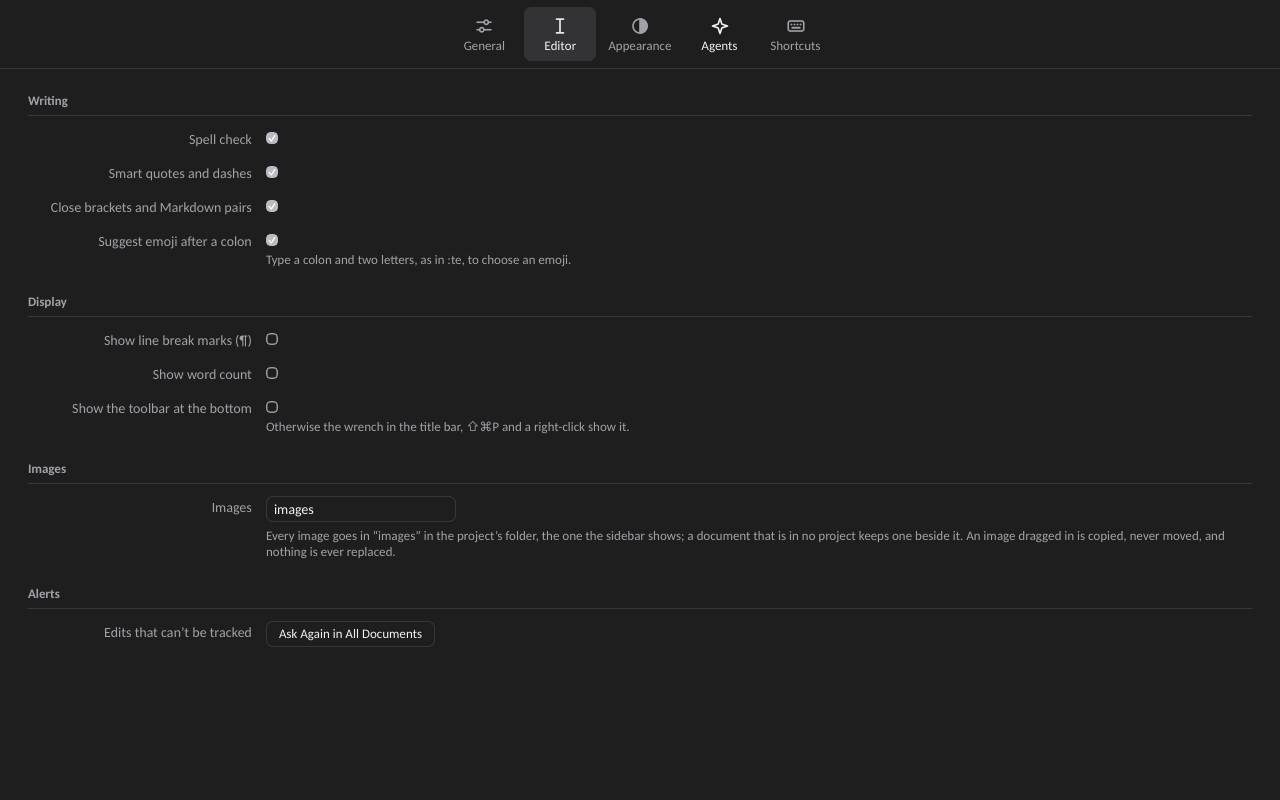 General
Editor
Appearance
Agents
Shortcuts
Writing
Spell check
Smart quotes and dashes
Close brackets and Markdown pairs
Suggest emoji after a colon
Type a colon and two letters, as in :te, to choose an emoji.
Display
Show line break marks (¶)
Show word count
Show the toolbar at the bottom
Otherwise the wrench in the title bar, ⇧⌘P and a right-click show it.
Images
Images
images
Every image goes in “images” in the project’s folder, the one the sidebar shows; a document that is in no project keeps one beside it. An image dragged in is copied, never moved, and
nothing is ever replaced.
Alerts
Edits that can’t be tracked
Ask Again in All Documents